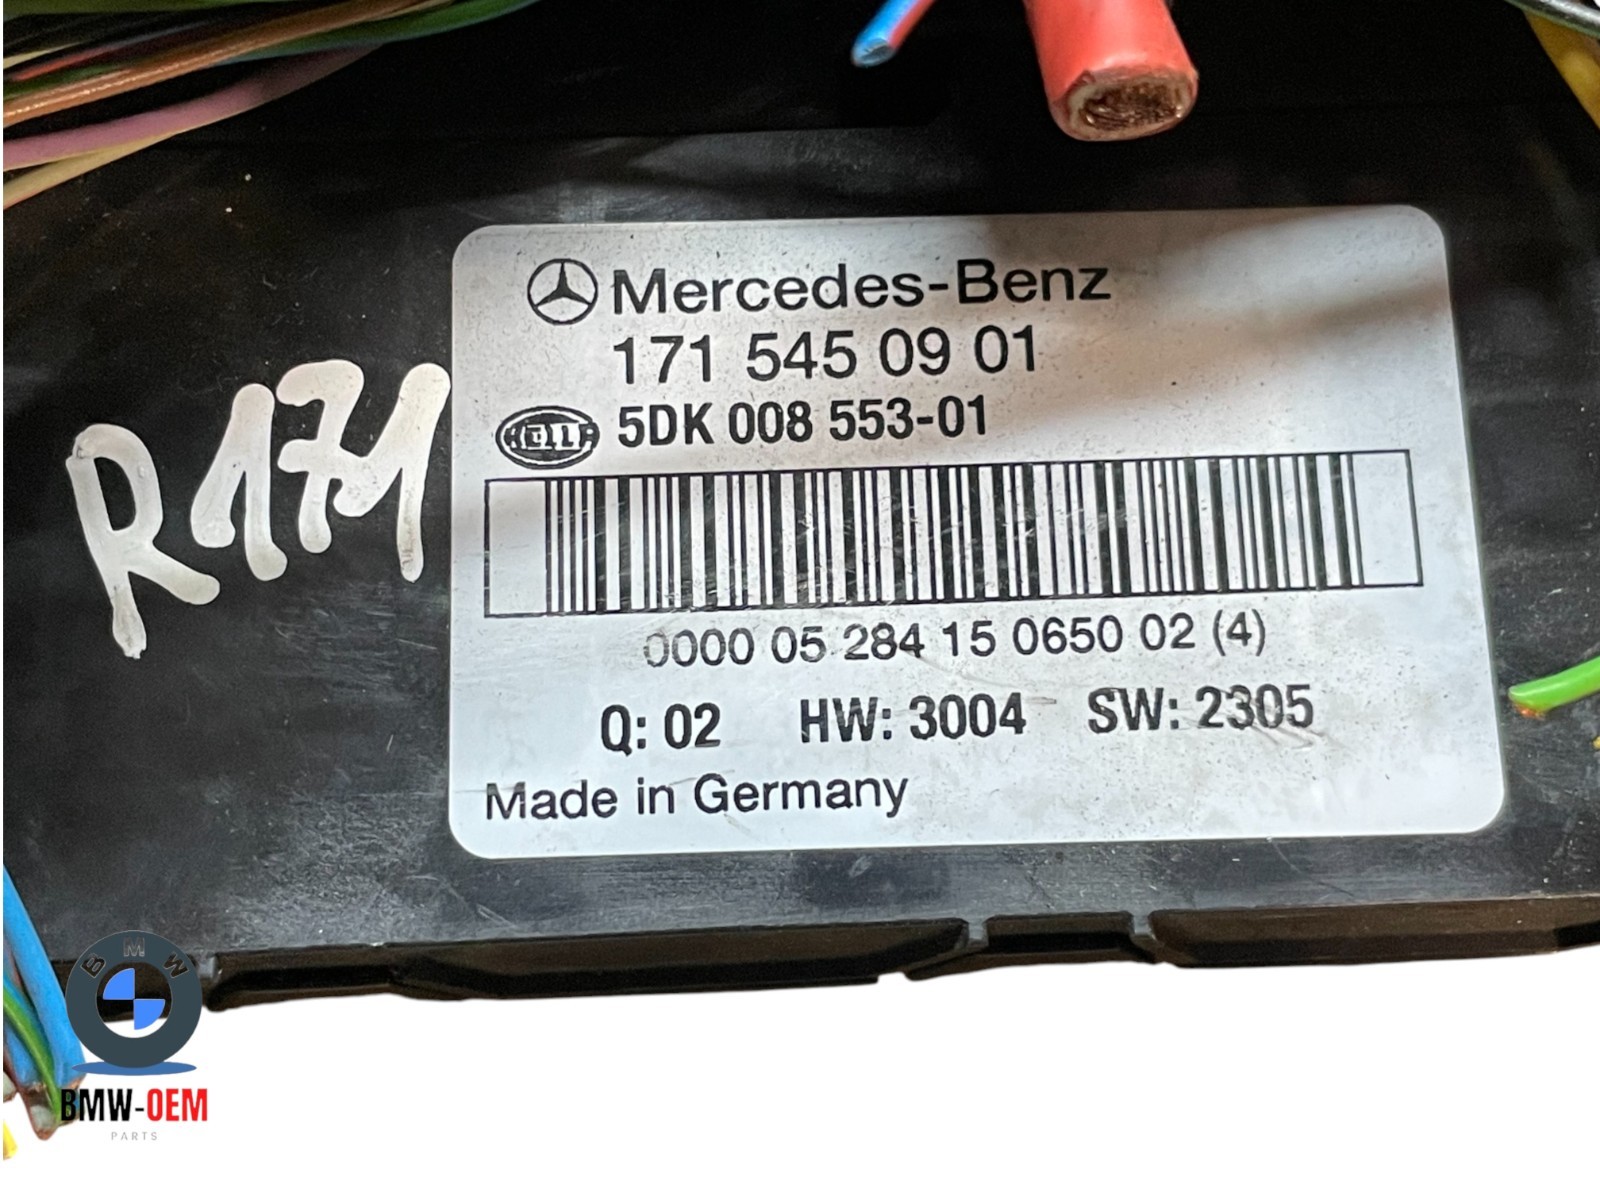 Mercedes-Benz
171 545 09 01
HELLA 5DK 008 553-01
R171
0000 05 284 15 0650 02 (4)
Q: 02 HW: 3004 SW: 2305
Made in Germany
BMW
BMW-OEM
PARTS